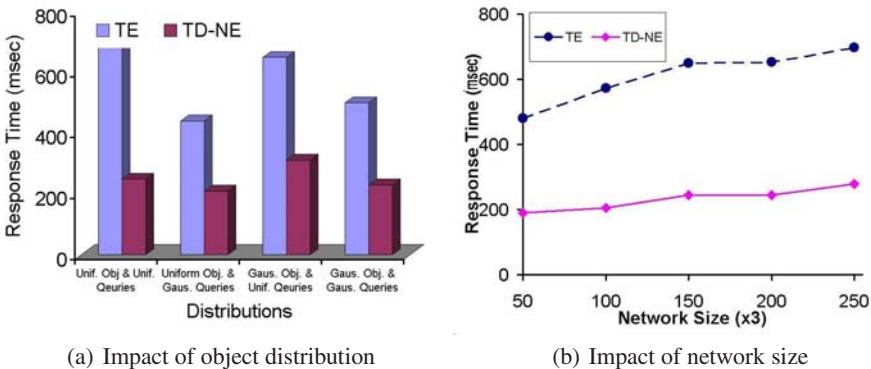 800
600
400
200
0
TE TD-NE
Response Time (msec)
Unif. Obj & Unif. Qeuries
Uniform Obj. & Gaus. Queries
Gaus. Obj. & Unif. Qeuries
Gaus. Obj. & Gaus. Queries
Distributions
(a) Impact of object distribution
800
600
400
200
0
TE TD-NE
Response Time (msec)
50 100 150 200 250
Network Size (x3)
(b) Impact of network size